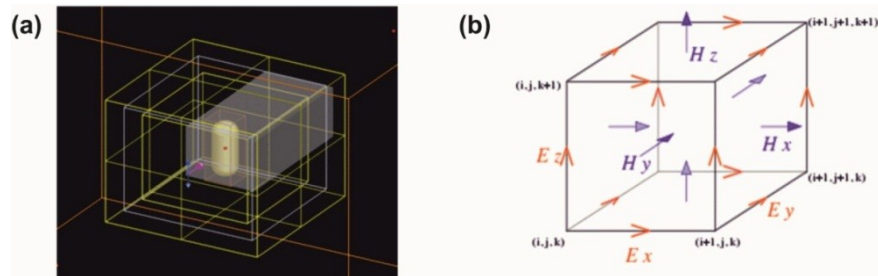 (a)
(b)
(i+1,j+1,k+1)
H z
(i,j,k+1)
E z
H y
H x
(i+1,j+1,k)
E y
(i,j,k)
E x
(i+1,j,k)